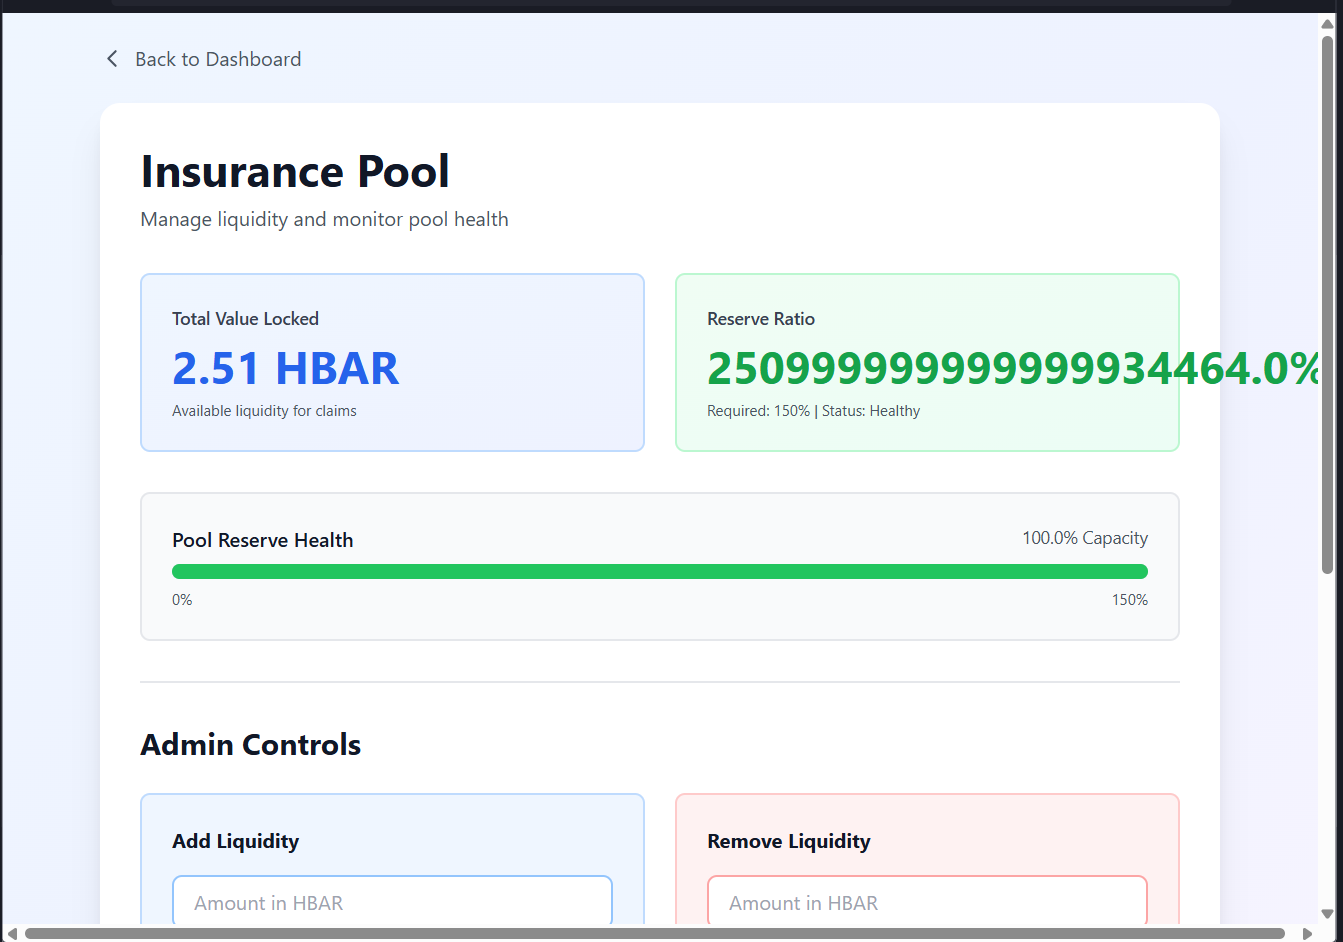 Back to Dashboard
Insurance Pool
Manage liquidity and monitor pool health
Total Value Locked
2.51 HBAR
Available liquidity for claims
Reserve Ratio
250999999999999934464.0%
Required: 150% | Status: Healthy
Pool Reserve Health
100.0% Capacity
0%
150%
Admin Controls
Add Liquidity
Amount in HBAR
Remove Liquidity
Amount in HBAR